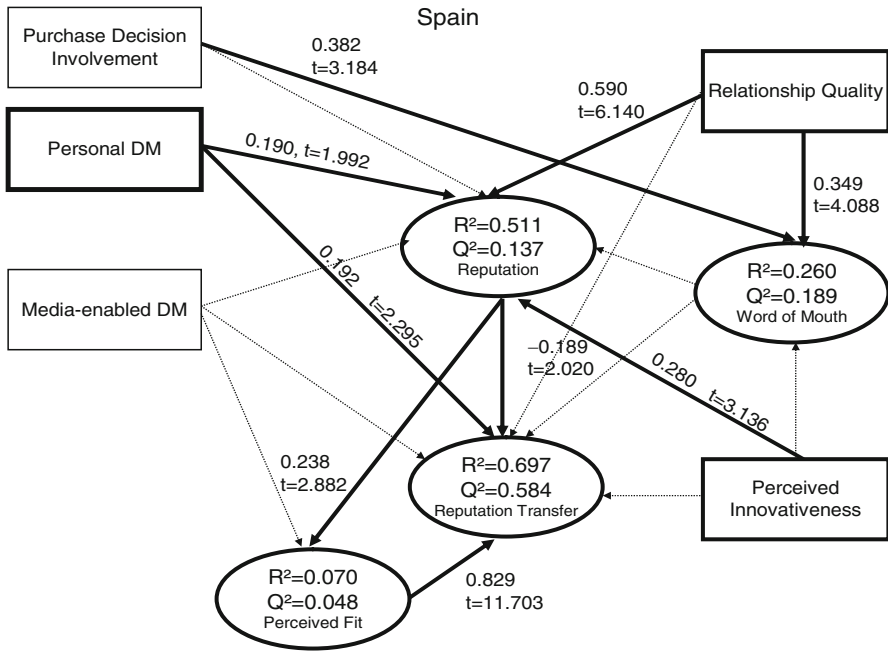 Spain
Purchase Decision
Involvement
0.382
t=3.184
0.590
t=6.140
Relationship Quality
Personal DM
0.190, t=1.992
0.349
t=4.088
R²=0.511
Q²=0.137
Reputation
R²=0.260
Q²=0.189
Word of Mouth
Media-enabled DM
0.192 t=2.295
−0.189
t=2.020
0.280 t=3.136
0.238
t=2.882
R²=0.697
Q²=0.584
Reputation Transfer
Perceived
Innovativeness
R²=0.070
Q²=0.048
Perceived Fit
0.829
t=11.703